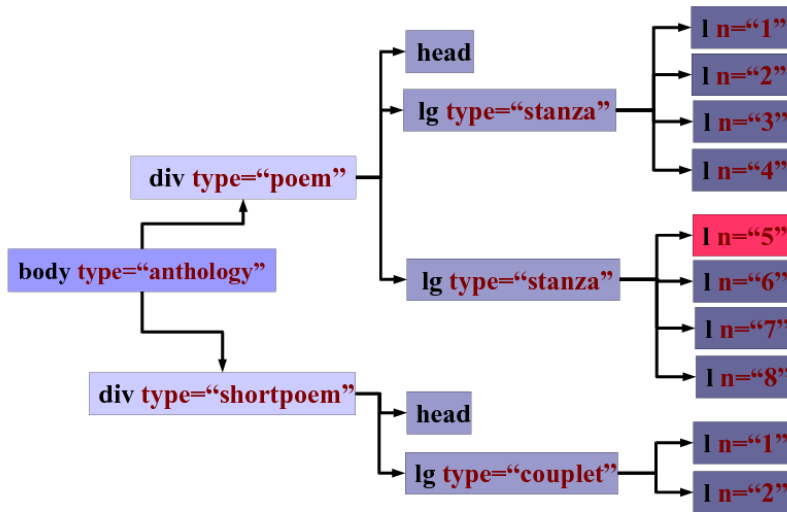 body type=“anthology”
div type=“poem”
head
lg type=“stanza”
l n=“1”
l n=“2”
l n=“3”
l n=“4”
lg type=“stanza”
l n=“5”
l n=“6”
l n=“7”
l n=“8”
div type=“shortpoem”
head
lg type=“couplet”
l n=“1”
l n=“2”